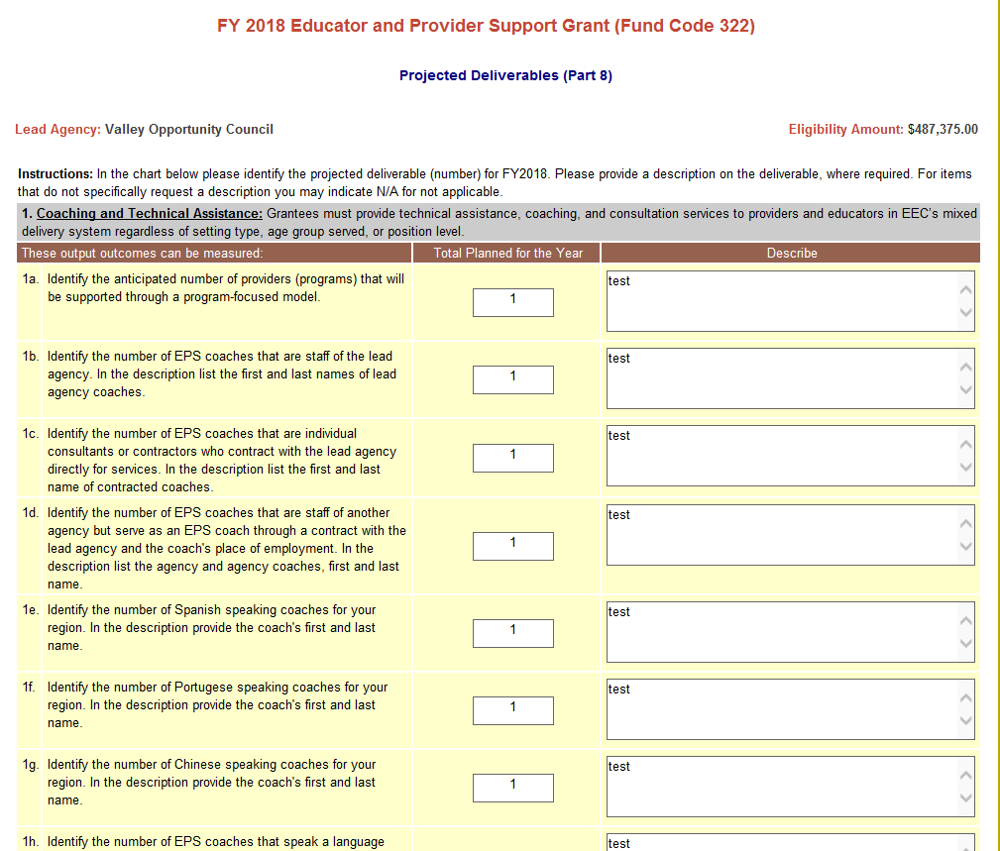 FY 2018 Educator and Provider Support Grant (Fund Code 322)
Projected Deliverables (Part 8)
Lead Agency: Valley Opportunity Council Eligibility Amount: $487,375.00
Instructions: In the chart below please identify the projected deliverable (number) for FY2018. Please provide a description on the deliverable, where required. For items
that do not specifically request a description you may indicate N/A for not applicable.
1. Coaching and Technical Assistance: Grantees must provide technical assistance, coaching, and consultation services to providers and educators in EEC's mixed
delivery system regardless of setting type, age group served, or position level.
These output outcomes can be measured: Total Planned for the Year Describe
1a. Identify the anticipated number of providers (programs) that will
be supported through a program-focused model.
1
test
1b. Identify the number of EPS coaches that are staff of the lead
agency. In the description list the first and last names of lead
agency coaches.
1
test
1c. Identify the number of EPS coaches that are individual
consultants or contractors who contract with the lead agency
directly for services. In the description list the first and last
name of contracted coaches.
1
test
1d. Identify the number of EPS coaches that are staff of another
agency but serve as an EPS coach through a contract with the
lead agency and the coach's place of employment. In the
description list the agency and agency coaches, first and last
name.
1
test
1e. Identify the number of Spanish speaking coaches for your
region. In the description provide the coach's first and last
name.
1
test
1f. Identify the number of Portugese speaking coaches for your
region. In the description provide the coach's first and last
name.
1
test
1g. Identify the number of Chinese speaking coaches for your
region. In the description provide the coach's first and last
name.
1
test
1h. Identify the number of EPS coaches that speak a language
test